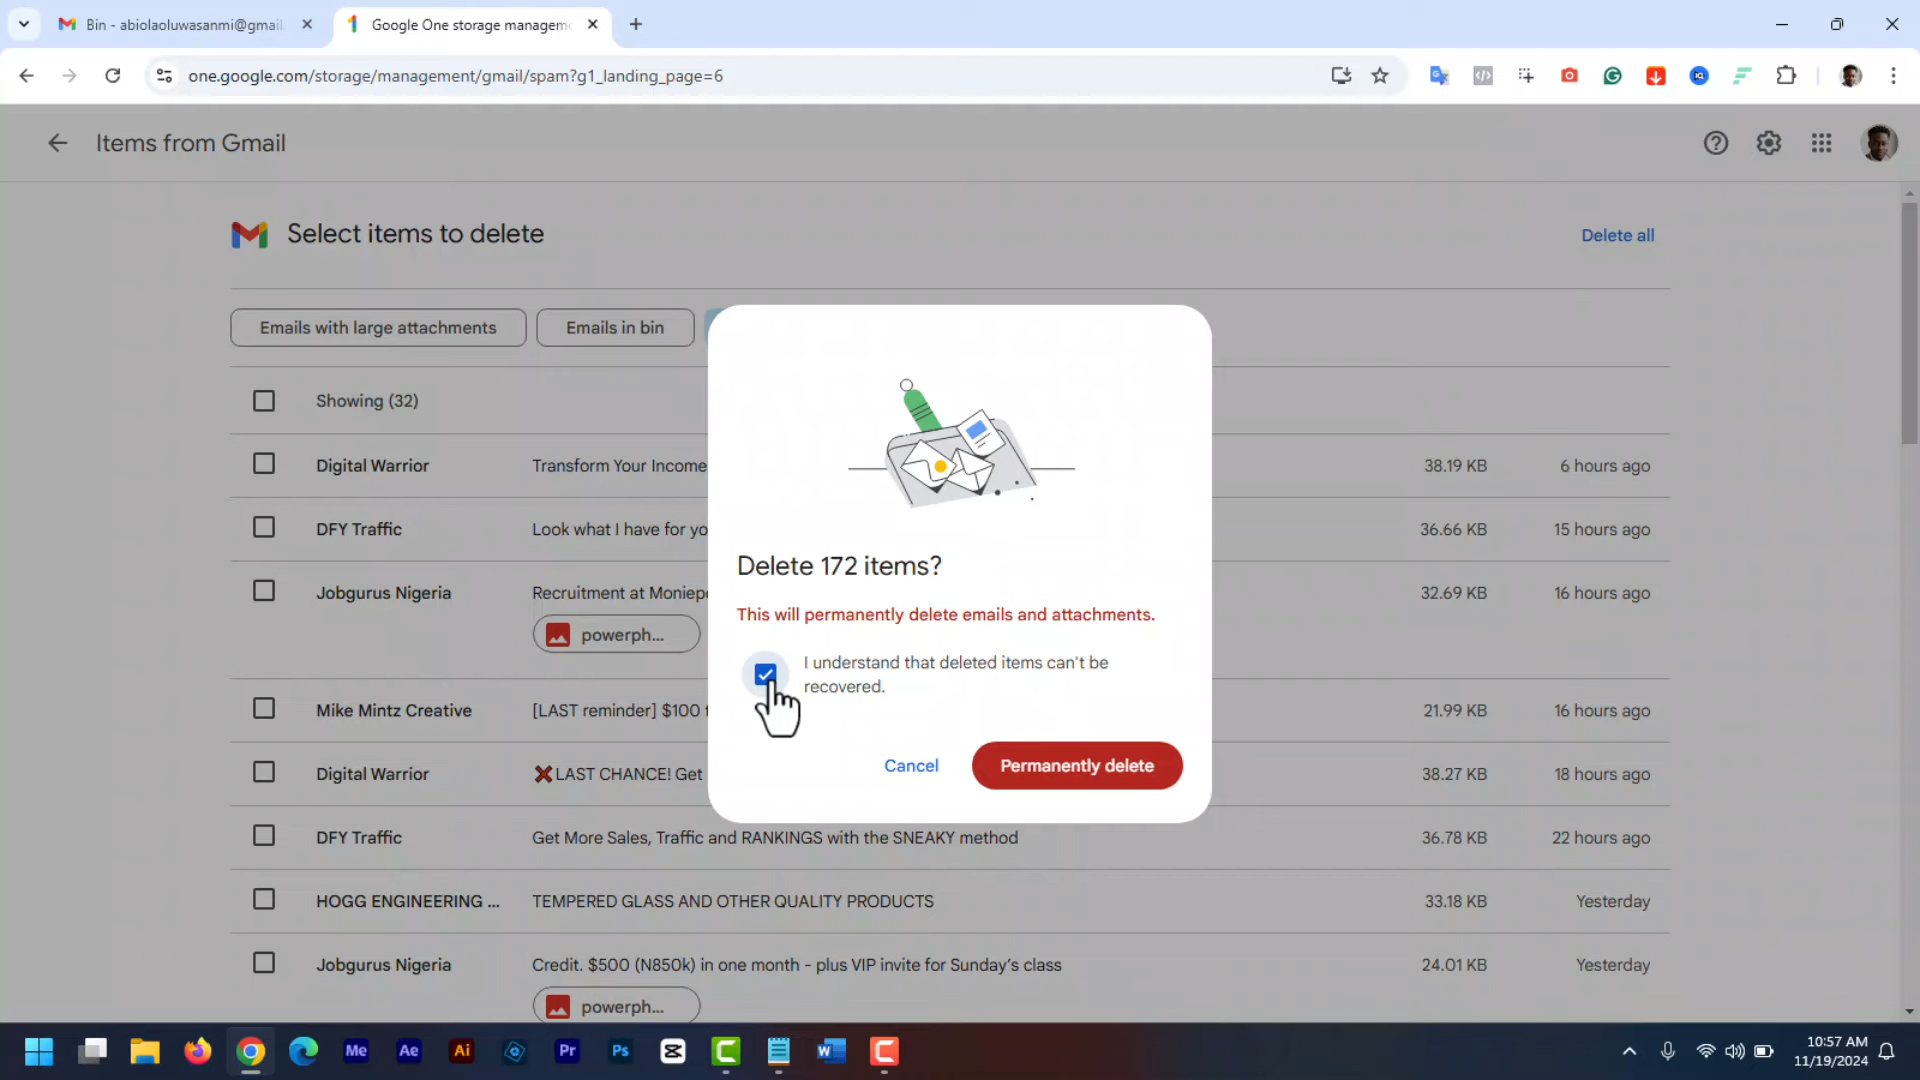 Bin - abiolaoluwasanmi@gmail.
Google One storage managem
one.google.com/storage/management/gmail/spam?g1_landing_page=6
Items from Gmail
Select items to delete
Delete all
Emails with large attachments
Emails in bin
Showing (32)
Digital Warrior
Transform Your Income
38.19 KB
6 hours ago
DFY Traffic
Look what I have for yo
36.66 KB
15 hours ago
Jobgurus Nigeria
Recruitment at Moniep
32.69 KB
16 hours ago
powerph...
Mike Mintz Creative
[LAST reminder] $100 t
21.99 KB
16 hours ago
Digital Warrior
❌LAST CHANCE! Get
38.27 KB
18 hours ago
DFY Traffic
Get More Sales, Traffic and RANKINGS with the SNEAKY method
36.78 KB
22 hours ago
HOGG ENGINEERING ...
TEMPERED GLASS AND OTHER QUALITY PRODUCTS
33.18 KB
Yesterday
Jobgurus Nigeria
Credit. $500 (N850k) in one month - plus VIP invite for Sunday's class
24.01 KB
Yesterday
powerph...
Delete 172 items?
This will permanently delete emails and attachments.
I understand that deleted items can't be
recovered.
Cancel
Permanently delete
Me
Ae
Ai
Pr
Ps
10:57 AM
11/19/2024